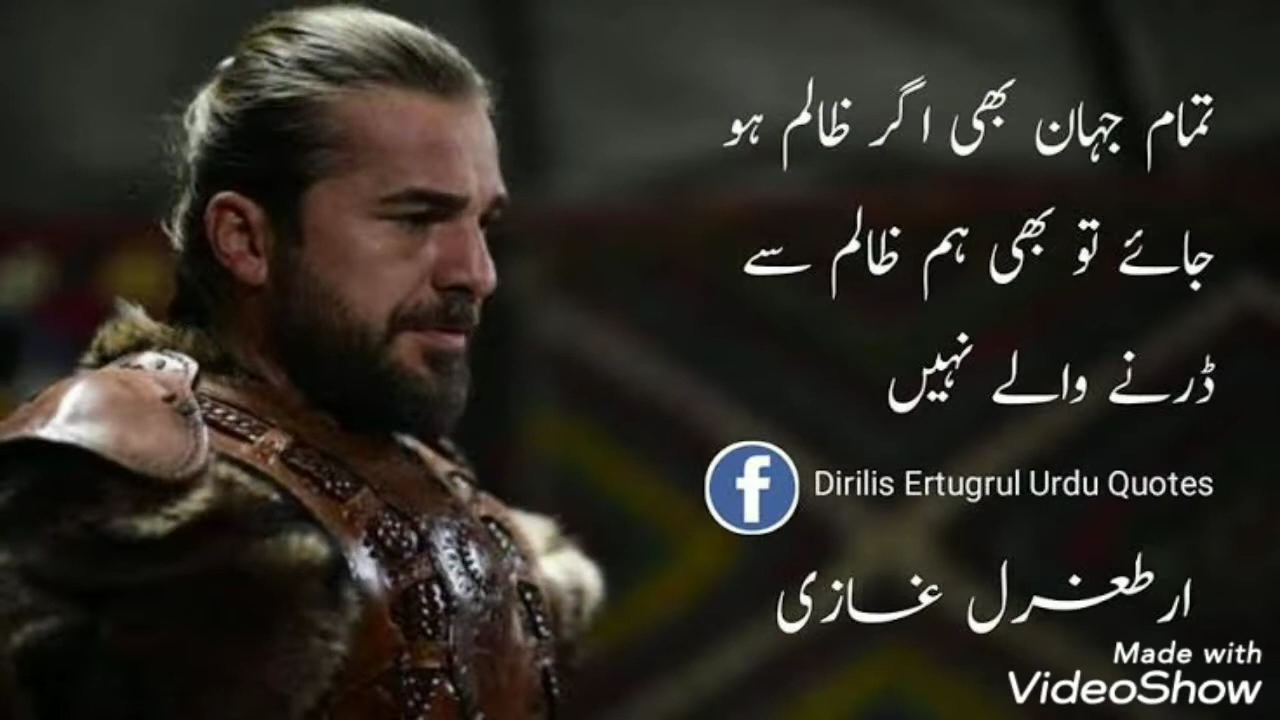 تمام جہان بھی اگر ظالم ہو
جائے تو بھی ہم ظالم سے
ڈرنے والے نہیں
Dirilis Ertugrul Urdu Quotes
ارطغرل غازی
Made with
VideoShow